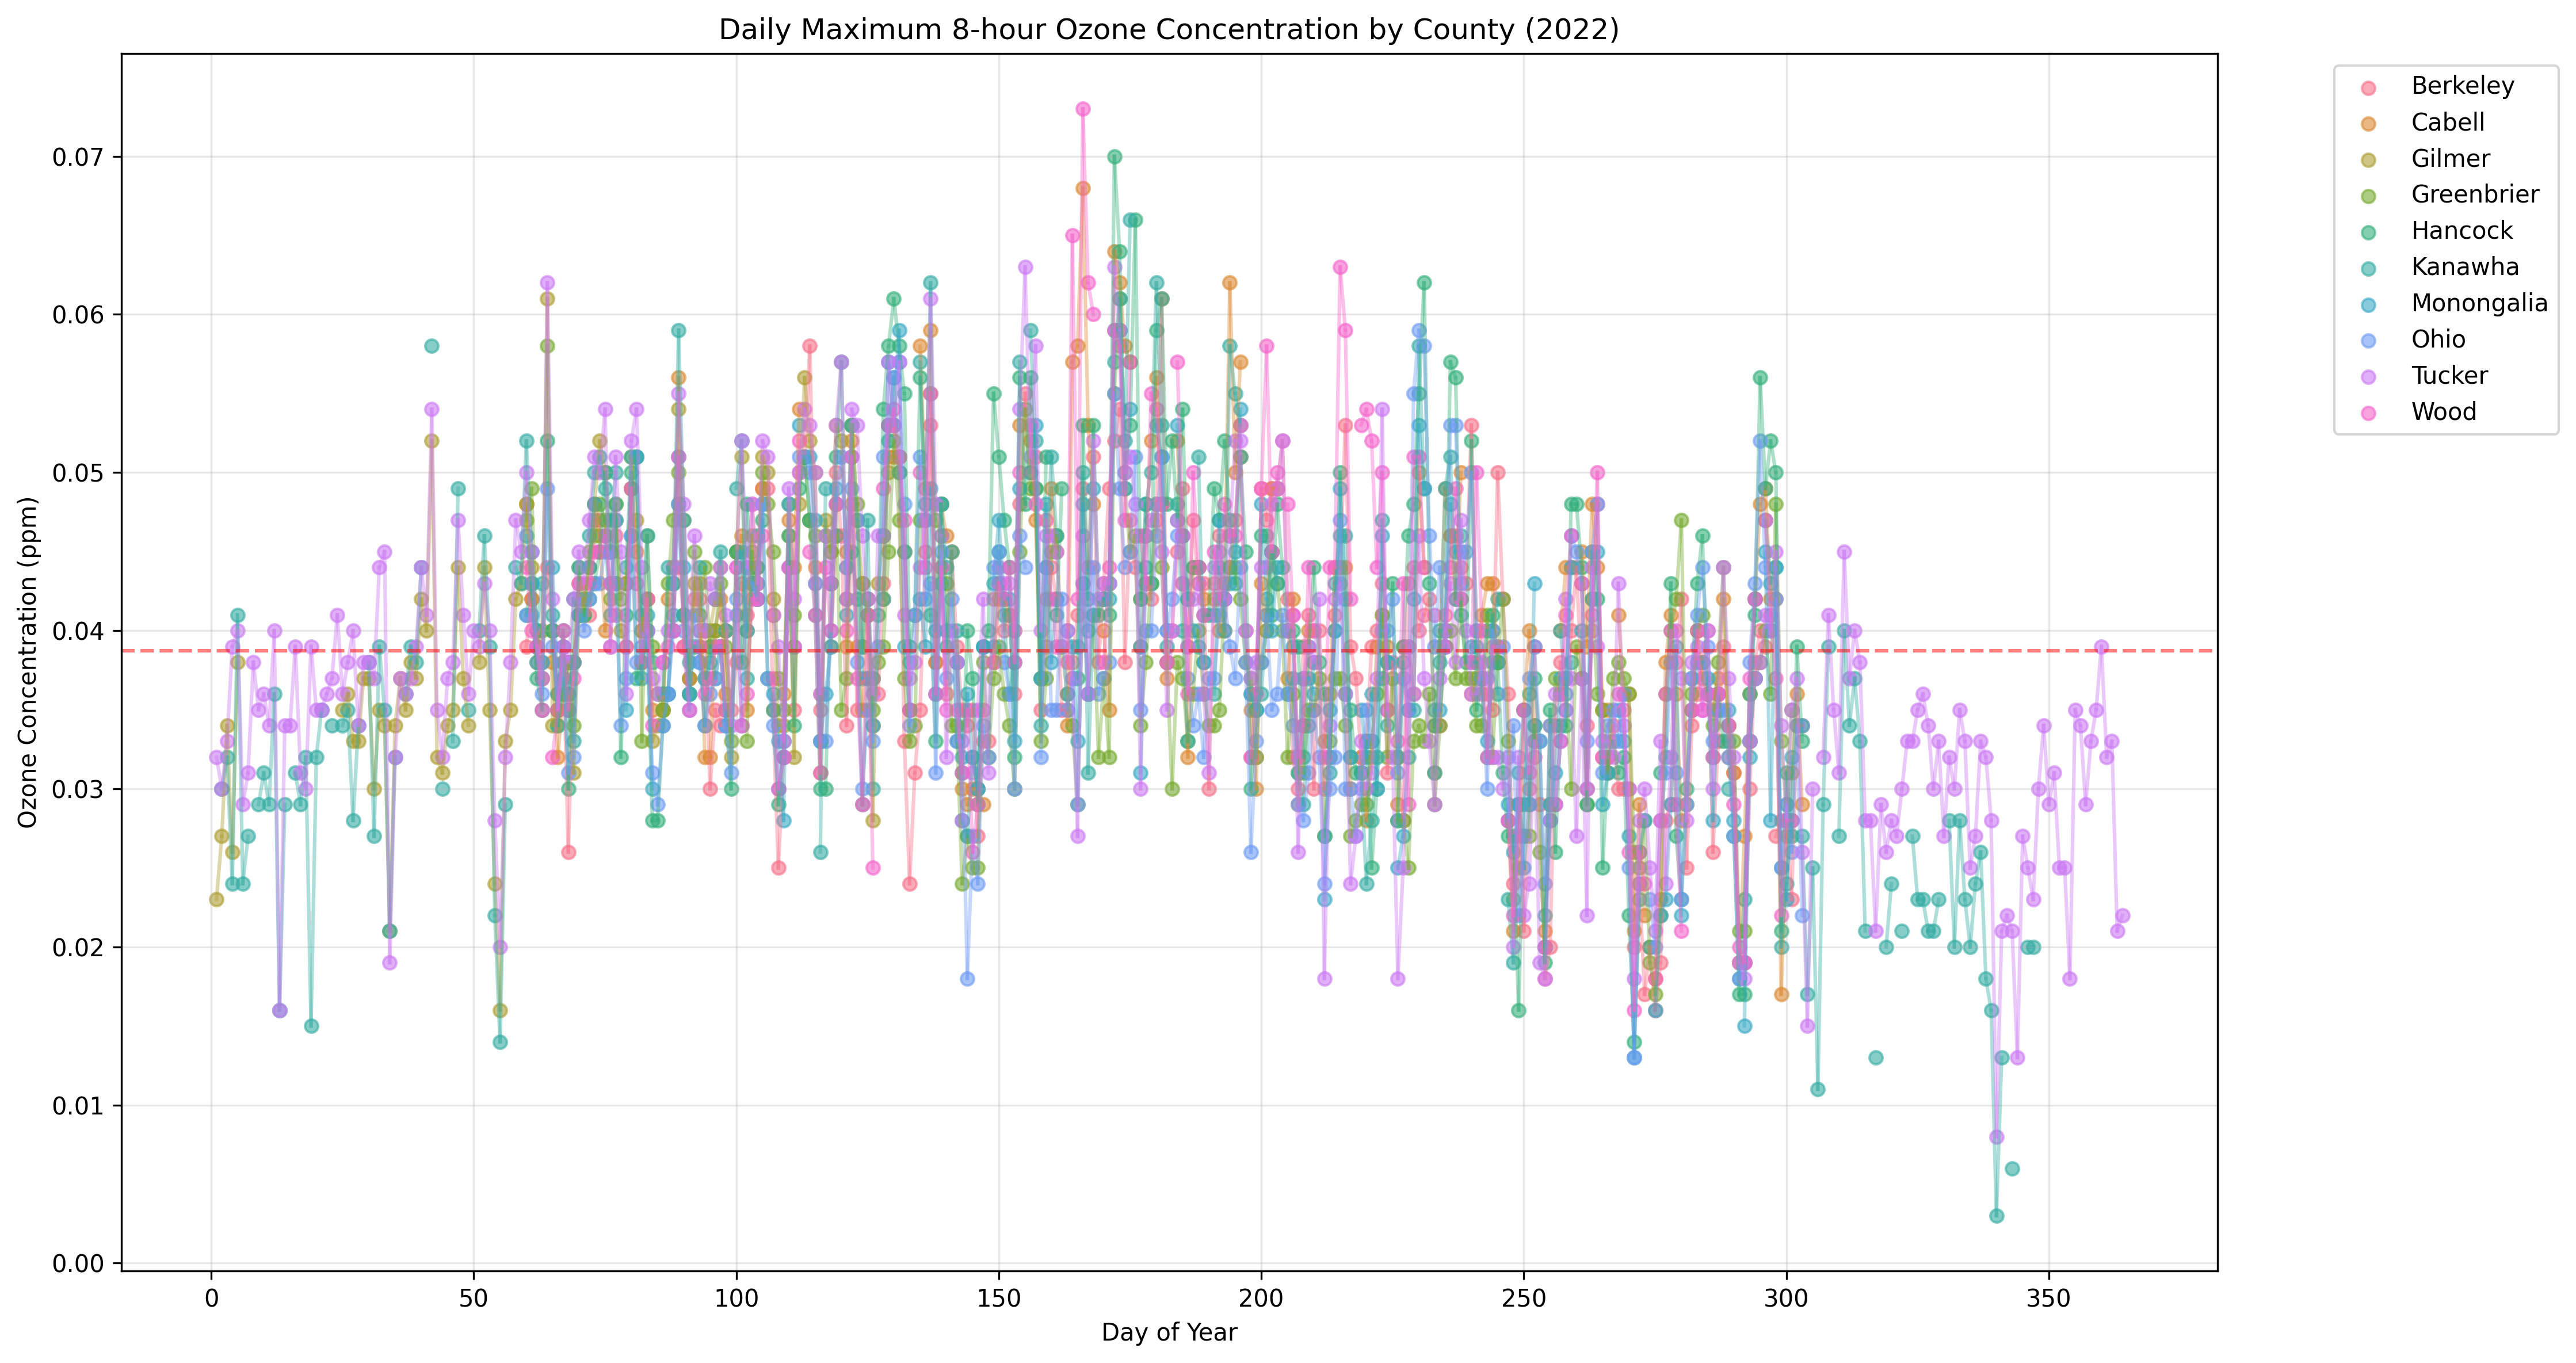 Daily Maximum 8-hour Ozone Concentration by County (2022)
Ozone Concentration (ppm)
0.07
0.06
0.05
0.04
0.03
0.02
0.01
0.00
0 50 100 150 200 250 300 350
Day of Year
Berkeley
Cabell
Gilmer
Greenbrier
Hancock
Kanawha
Monongalia
Ohio
Tucker
Wood